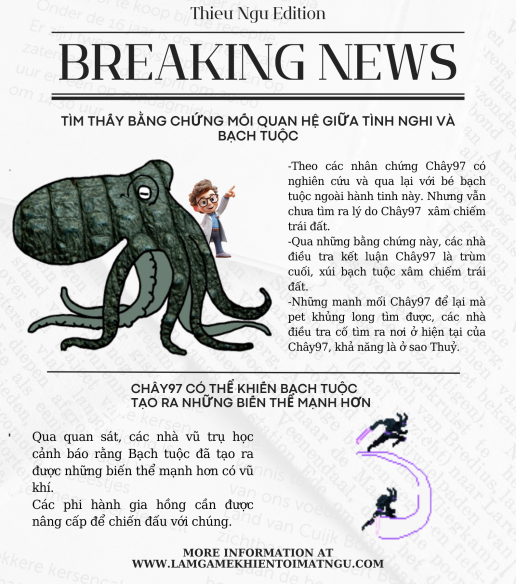 Thieu Ngu Edition
BREAKING NEWS
TÌM THẤY BẰNG CHỨNG MỐI QUAN HỆ GIỮA TÌNH NGHI VÀ
BẠCH TUỘC
-Theo các nhân chứng Chây97 có
nghiên cứu và qua lại với bé bạch
tuộc ngoài hành tinh này. Nhưng vẫn
chưa tìm ra lý do Chây97 xâm chiếm
trái đất.
-Qua những bằng chứng này, các nhà
điều tra kết luận Chây97 là trùm
cuối, xúi bạch tuộc xâm chiếm trái
đất.
-Những manh mối Chây97 để lại mà
pet khủng long tìm được, các nhà
điều tra cố tìm ra nơi ở hiện tại của
Chây97, khả năng là ở sao Thuỷ.
CHÂY97 CÓ THỂ KHIẾN BẠCH TUỘC
TẠO RA NHỮNG BIẾN THỂ MẠNH HƠN
Qua quan sát, các nhà vũ trụ học
cảnh báo rằng Bạch tuộc đã tạo ra
được những biến thể mạnh hơn có vũ
khí.
Các phi hành gia hồng cần được
nâng cấp để chiến đấu với chúng.
MORE INFORMATION AT
WWW.LAMGAMEKHIENTOIMATNGU.COM